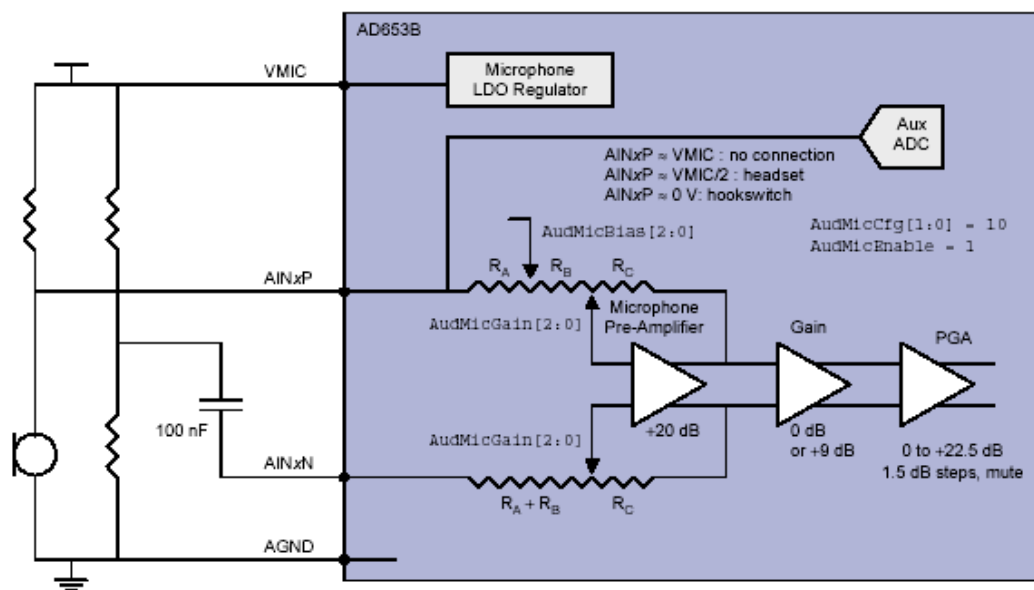 AD653B
VMIC
Microphone
LDO Regulator
Aux
ADC
AINxP ≈ VMIC : no connection
AINxP ≈ VMIC/2 : headset
AINxP ≈ 0 V: hookswitch
AudMicCfg[1:0] = 10
AudMicEnable = 1
AudMicBias[2:0]
AINxP
RA
RB
RC
AudMicGain[2:0]
Microphone
Pre-Amplifier
Gain
PGA
100 nF
AudMicGain[2:0]
+20 dB
0 dB
or +9 dB
0 to +22.5 dB
1.5 dB steps, mute
AINxN
RA + RB
RC
AGND